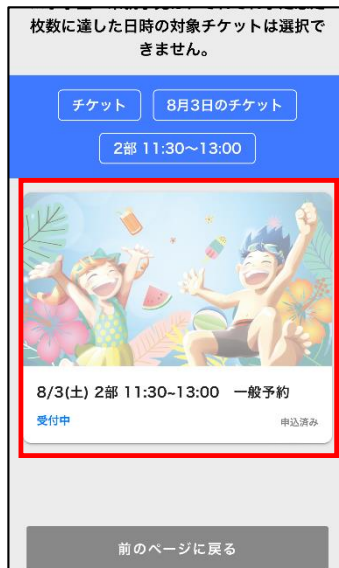 枚数に達した日時の対象チケットは選択で
きません。
チケット
8月3日のチケット
2部 11:30〜13:00
8/3(土) 2部 11:30~13:00　一般予約
受付中
申込済み
前のページに戻る